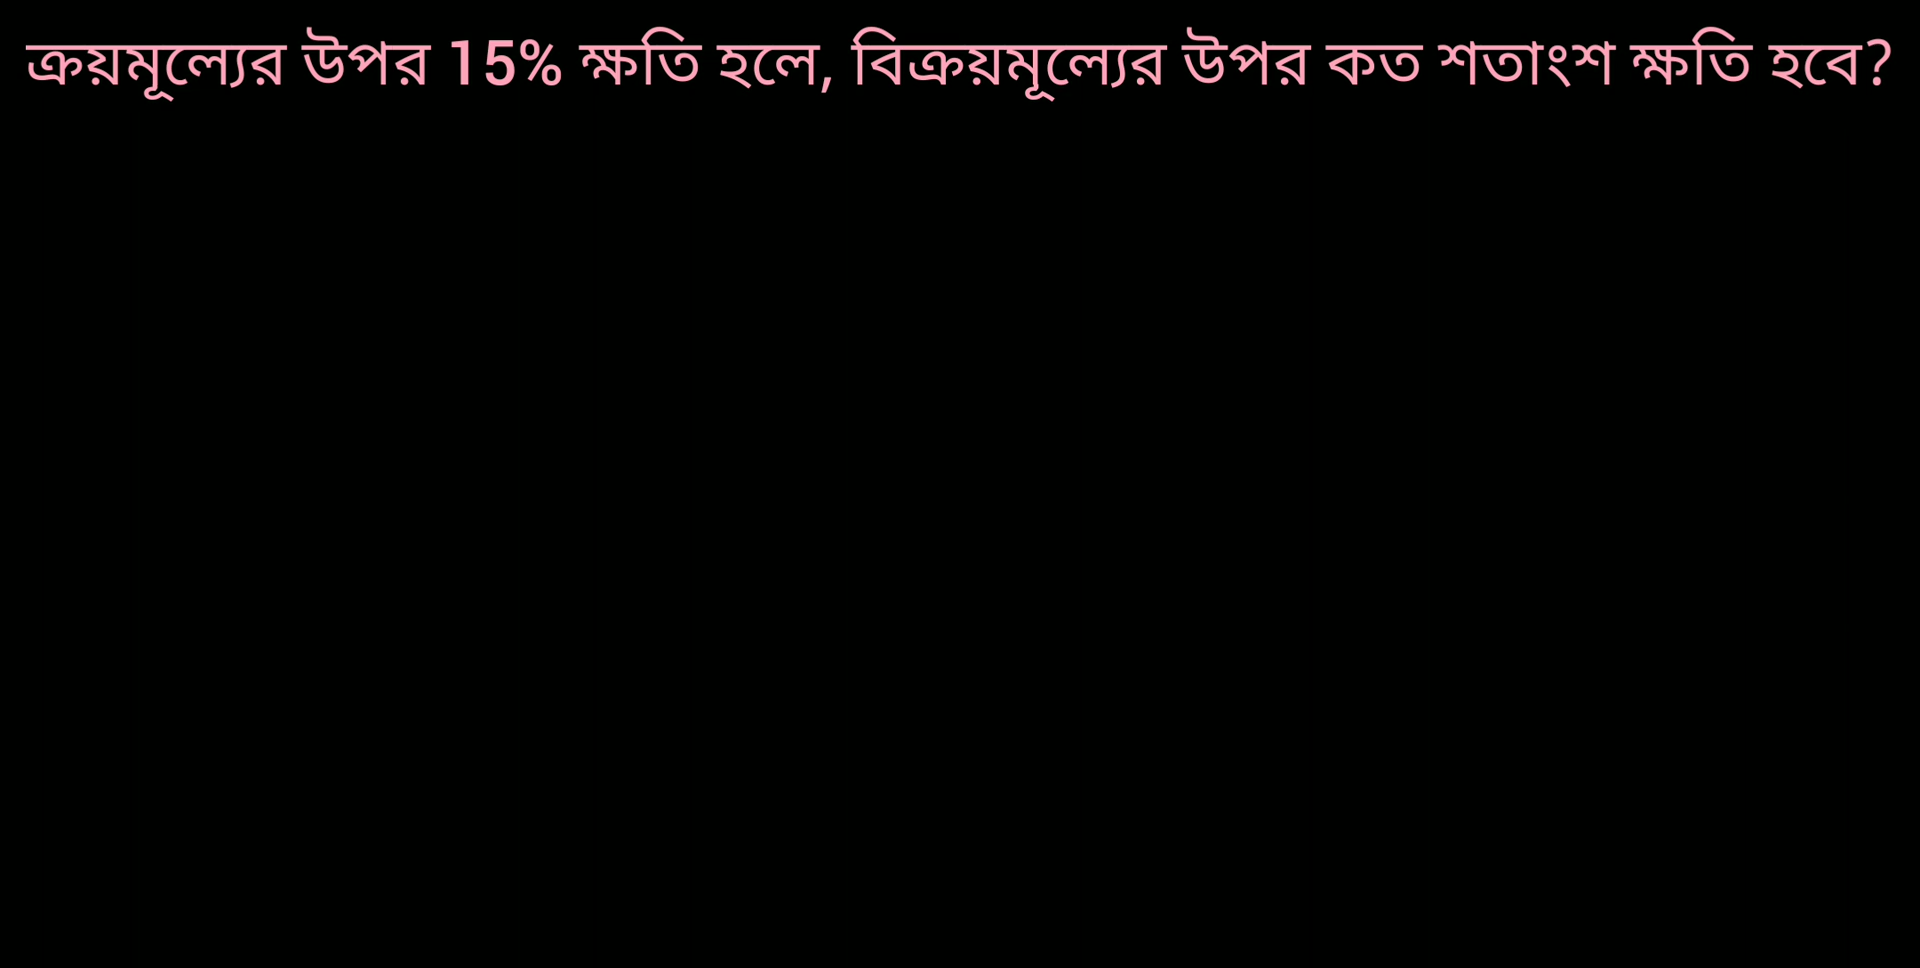 ক্রয়মূল্যের উপর 15% ক্ষতি হলে, বিক্রয়মূল্যের উপর কত শতাংশ ক্ষতি হবে?